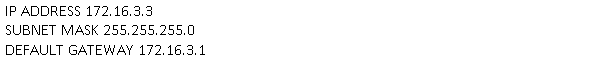 IP ADDRESS 172.16.3.3
SUBNET MASK 255.255.255.0
DEFAULT GATEWAY 172.16.3.1